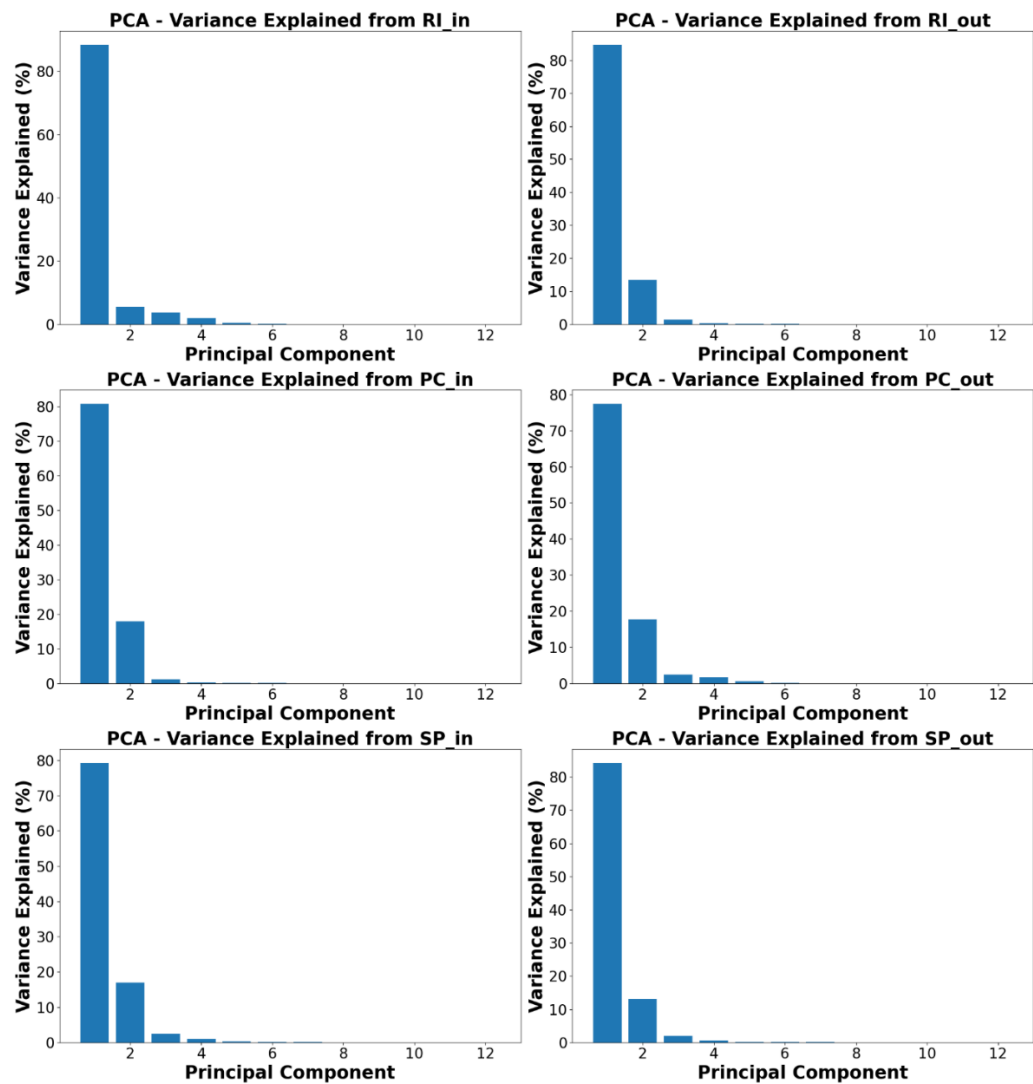 PCA - Variance Explained from RI_in
Variance Explained (%)
80
60
40
20
0
2 4 6 8 10 12
Principal Component
PCA - Variance Explained from RI_out
Variance Explained (%)
80
70
60
50
40
30
20
10
0
2 4 6 8 10 12
Principal Component
PCA - Variance Explained from PC_in
Variance Explained (%)
80
70
60
50
40
30
20
10
0
2 4 6 8 10 12
Principal Component
PCA - Variance Explained from PC_out
Variance Explained (%)
80
70
60
50
40
30
20
10
0
2 4 6 8 10 12
Principal Component
PCA - Variance Explained from SP_in
Variance Explained (%)
80
70
60
50
40
30
20
10
0
2 4 6 8 10 12
Principal Component
PCA - Variance Explained from SP_out
Variance Explained (%)
80
70
60
50
40
30
20
10
0
2 4 6 8 10 12
Principal Component